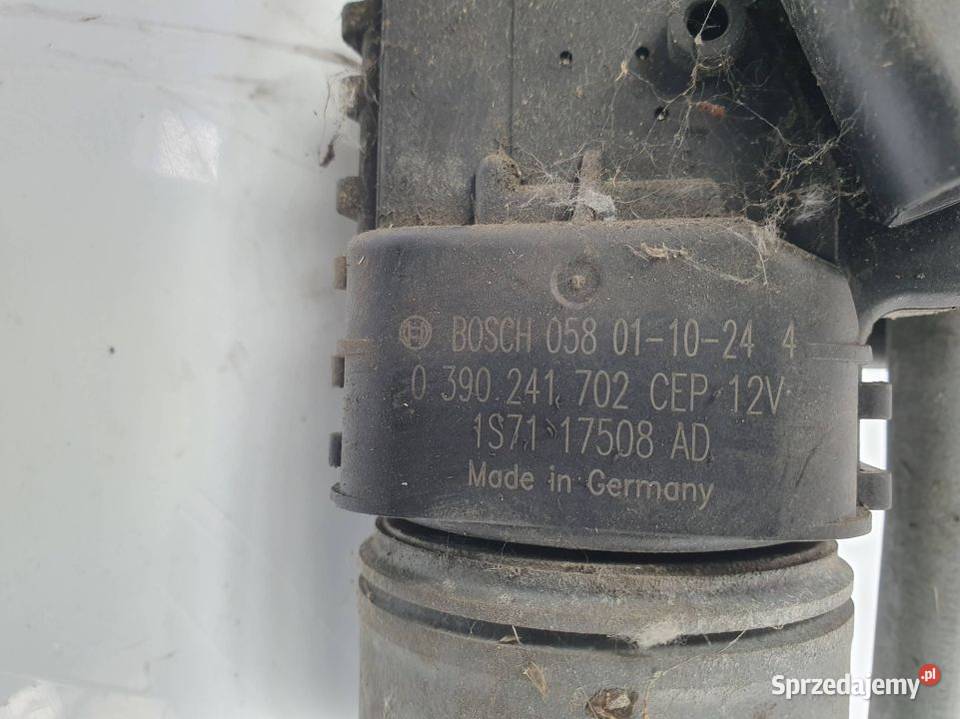 BOSCH 058 01-10-24 4
0 390 241 702 CEP 12V
1S71 17508 AD
Made in Germany
Sprzedajemy.pl